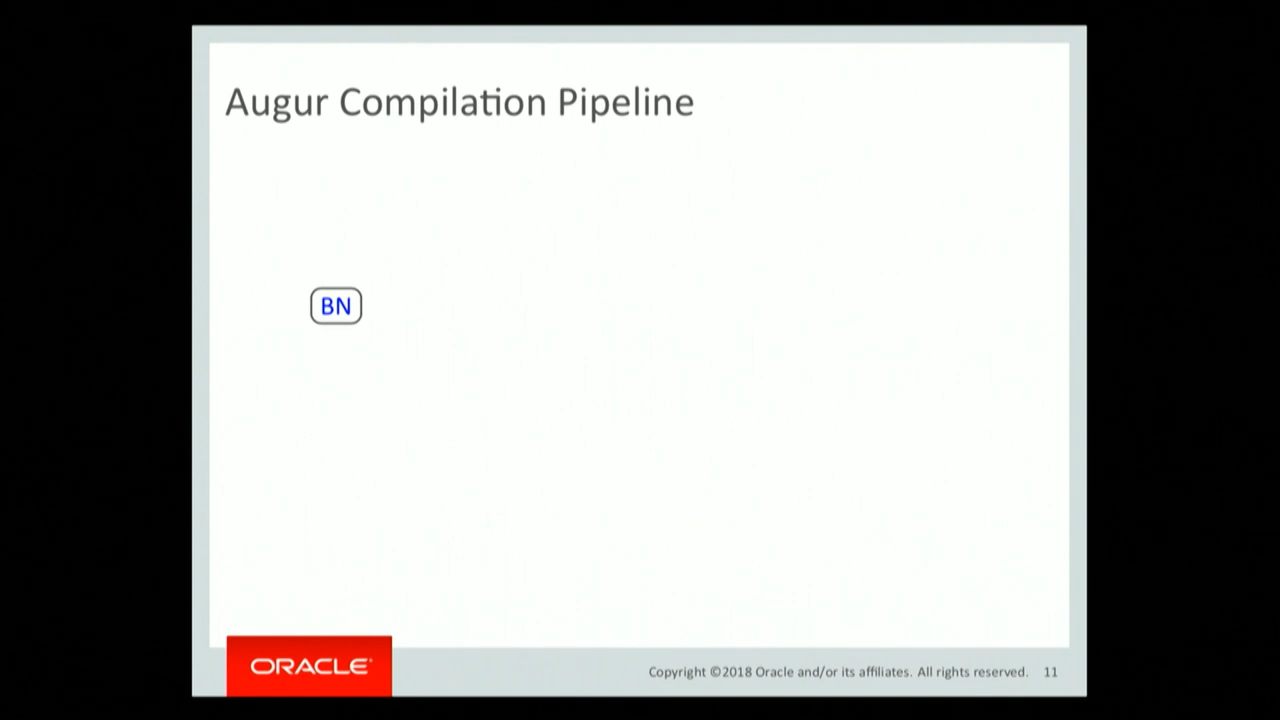 Augur Compilation Pipeline
BN
ORACLE
Copyright ©2018 Oracle and/or its affiliates. All rights reserved. 11